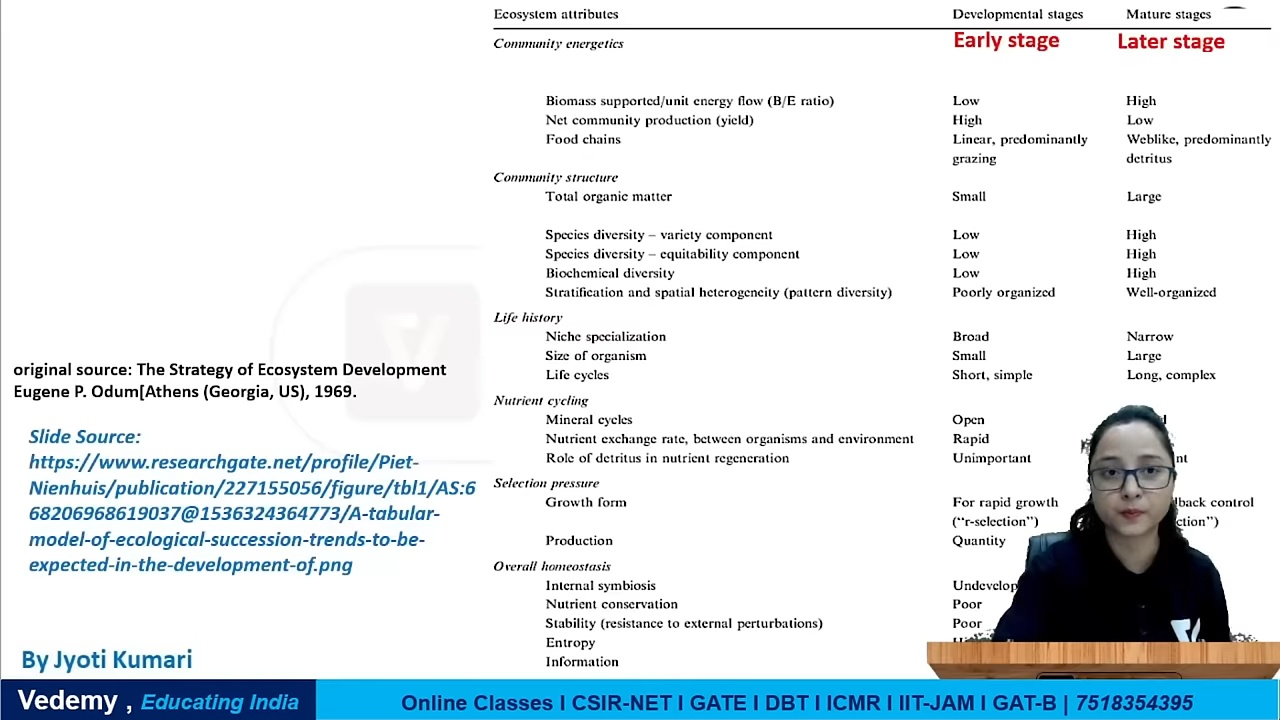 Ecosystem attributes Developmental stages Mature stages
Community energetics Early stage Later stage
Biomass supported/unit energy flow (B/E ratio) Low High
Net community production (yield) High Low
Food chains Linear, predominantly Weblike, predominantly
grazing detritus
Community structure
Total organic matter Small Large
Species diversity – variety component Low High
Species diversity – equitability component Low High
Biochemical diversity Low High
Stratification and spatial heterogeneity (pattern diversity) Poorly organized Well-organized
Life history
Niche specialization Broad Narrow
Size of organism Small Large
Life cycles Short, simple Long, complex
Nutrient cycling
Mineral cycles Open
Nutrient exchange rate, between organisms and environment Rapid
Role of detritus in nutrient regeneration Unimportant
Selection pressure
Growth form For rapid growth control
(“r-selection”)
Production Quantity
Overall homeostasis
Internal symbiosis
Nutrient conservation Poor
Stability (resistance to external perturbations) Poor
Entropy
Information
original source: The Strategy of Ecosystem Development
Eugene P. Odum[Athens (Georgia, US), 1969.
Slide Source:
https://www.researchgate.net/profile/Piet-
Nienhuis/publication/227155056/figure/tbl1/AS:6
68206968619037@1536324364773/A-tabular-
model-of-ecological-succession-trends-to-be-
expected-in-the-development-of.png
By Jyoti Kumari
Vedemy , Educating India
Online Classes I CSIR-NET I GATE I DBT I ICMR I IIT-JAM I GAT-B | 7518354395